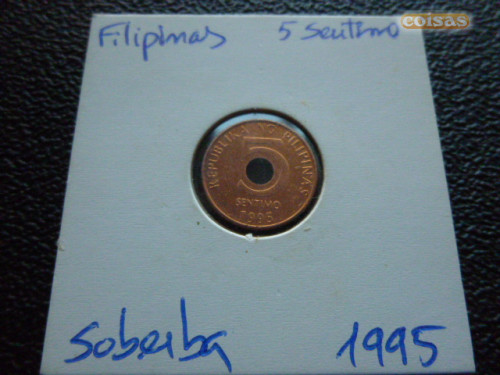 coisas
Filipinas 5 Sentimo
REPUBLIKA NG PILIPINAS
5
SENTIMO
1995
Soberba 1995